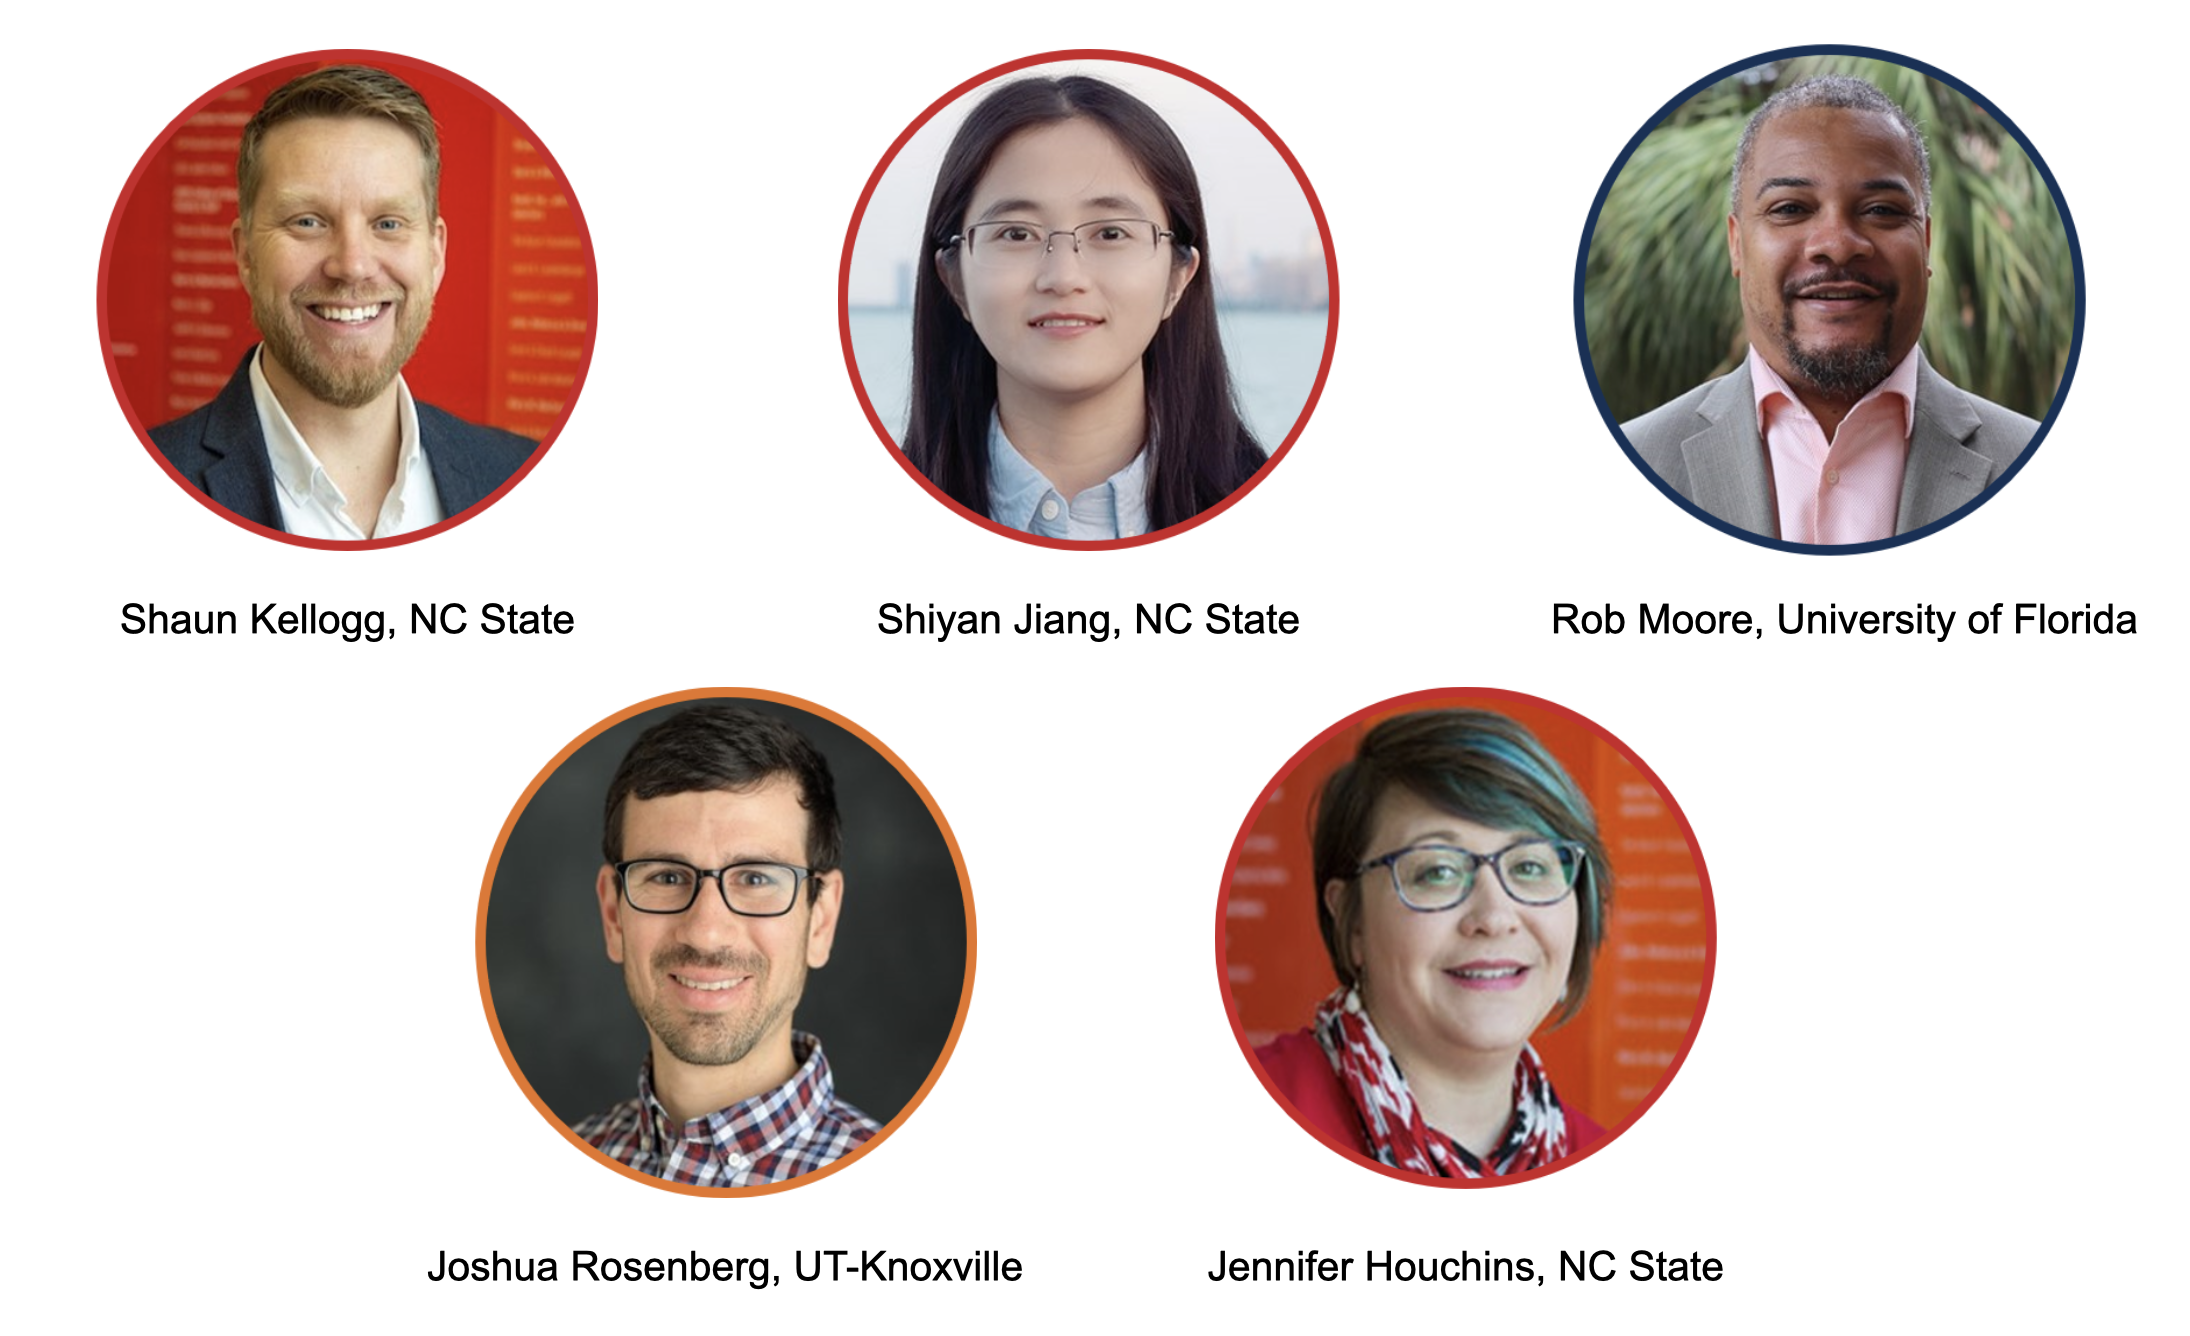 Shaun Kellogg, NC State
Shiyan Jiang, NC State
Rob Moore, University of Florida
Joshua Rosenberg, UT-Knoxville
Jennifer Houchins, NC State